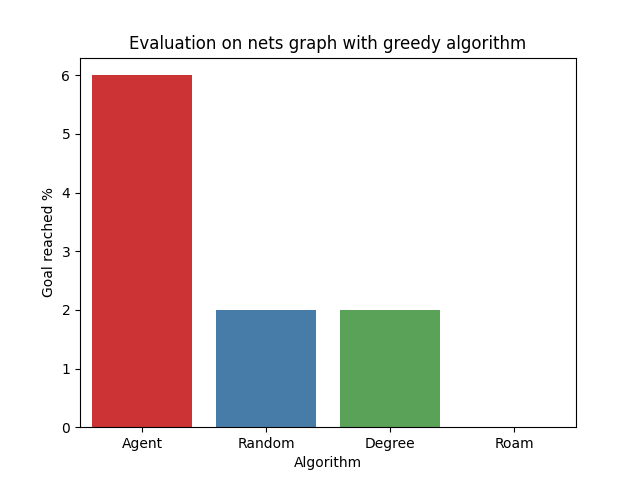 Evaluation on nets graph with greedy algorithm
6
5
4
3
2
1
0
Goal reached %
Agent Random Degree Roam
Algorithm